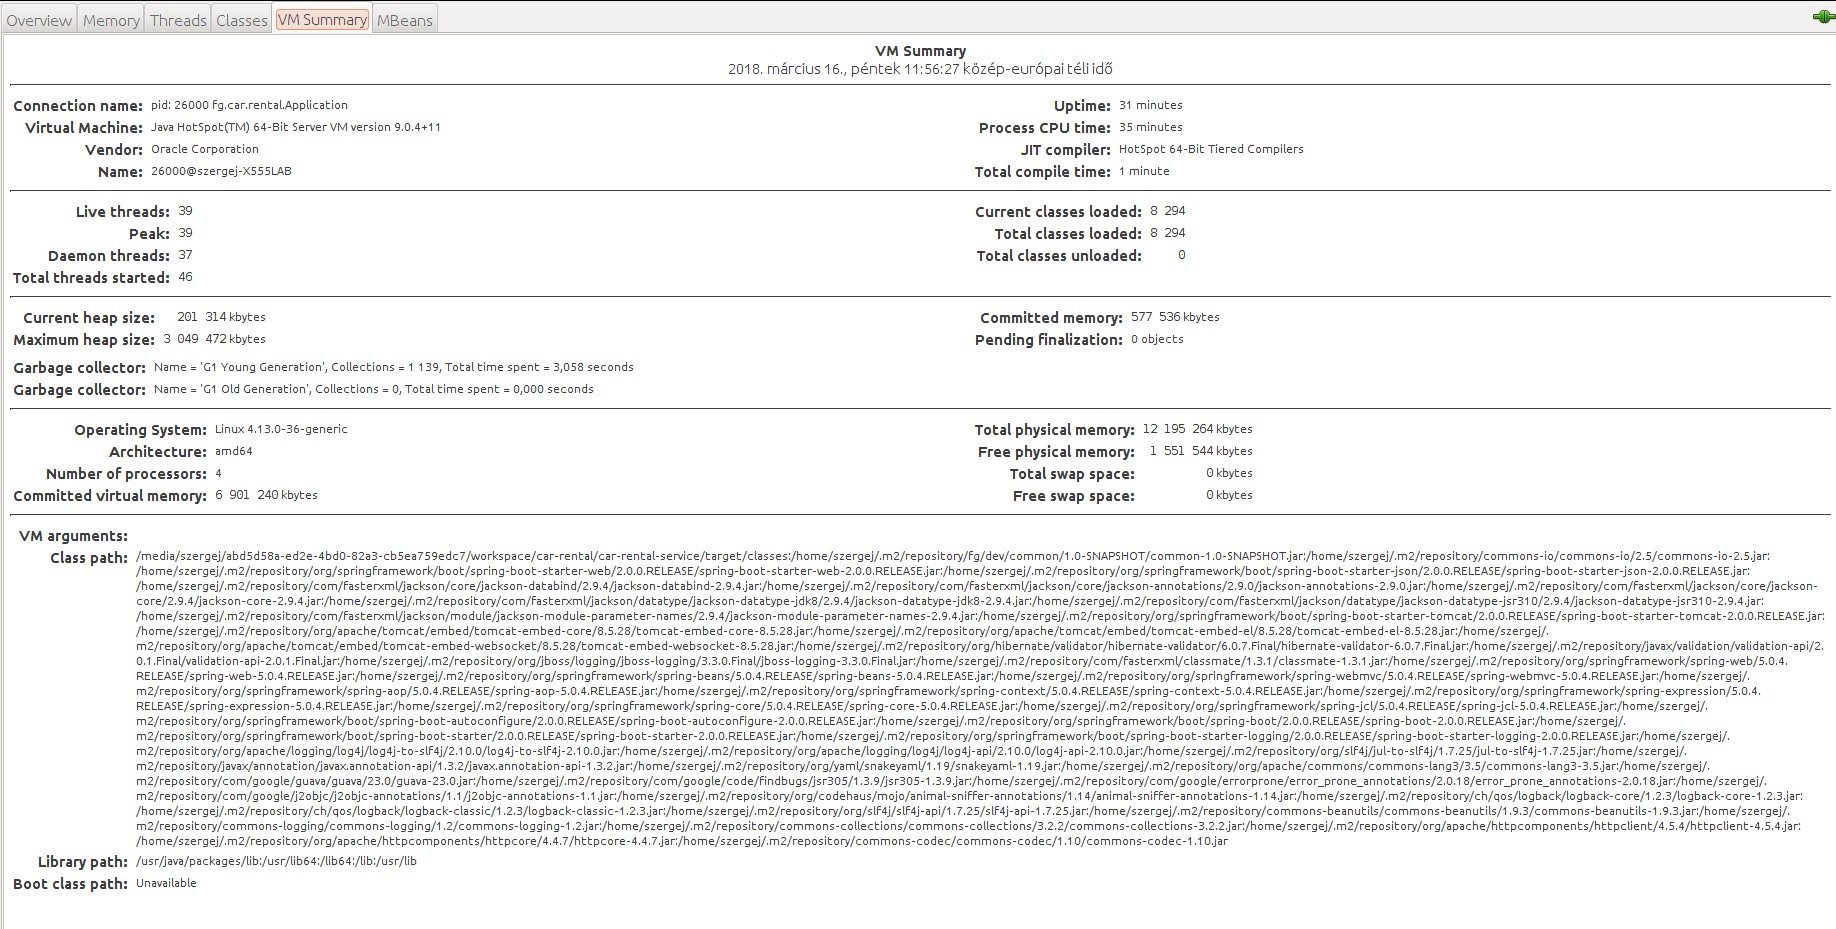 Overview Memory Threads Classes VM Summary MBeans
VM Summary
2018. március 16., péntek 11:56:27 közép-európai téli idő
Connection name: pid: 26000 fg.car.rental.Application
Uptime: 31 minutes
Virtual Machine: Java HotSpot(TM) 64-Bit Server VM version 9.0.4+11
Process CPU time: 35 minutes
Vendor: Oracle Corporation
JIT compiler: HotSpot 64-Bit Tiered Compilers
Name: 26000@szergej-X555LAB
Total compile time: 1 minute
Live threads: 39
Current classes loaded: 8 294
Peak: 39
Total classes loaded: 8 294
Daemon threads: 37
Total classes unloaded: 0
Total threads started: 46
Current heap size: 201 314 kbytes
Committed memory: 577 536 kbytes
Maximum heap size: 3 049 472 kbytes
Pending finalization: 0 objects
Garbage collector: Name = 'G1 Young Generation', Collections = 1 139, Total time spent = 3,058 seconds
Garbage collector: Name = 'G1 Old Generation', Collections = 0, Total time spent = 0,000 seconds
Operating System: Linux 4.13.0-36-generic
Total physical memory: 12 195 264 kbytes
Architecture: amd64
Free physical memory: 1 551 544 kbytes
Number of processors: 4
Total swap space: 0 kbytes
Committed virtual memory: 6 901 240 kbytes
Free swap space: 0 kbytes
VM arguments:
Class path: /media/szergej/abd5d58a-ed2e-4bd0-82a3-cb5ea759edc7/workspace/car-rental/car-rental-service/target/classes:/home/szergej/.m2/repository/fg/dev/common/1.0-SNAPSHOT/common-1.0-SNAPSHOT.jar:/home/szergej/.m2/repository/commons-io/commons-io/2.5/commons-io-2.5.jar:
/home/szergej/.m2/repository/org/springframework/boot/spring-boot-starter-web/2.0.0.RELEASE/spring-boot-starter-web-2.0.0.RELEASE.jar:/home/szergej/.m2/repository/org/springframework/boot/spring-boot-starter-json/2.0.0.RELEASE/spring-boot-starter-json-2.0.0.RELEASE.jar:
/home/szergej/.m2/repository/com/fasterxml/jackson/core/jackson-databind/2.9.4/jackson-databind-2.9.4.jar:/home/szergej/.m2/repository/com/fasterxml/jackson/core/jackson-annotations/2.9.0/jackson-annotations-2.9.0.jar:/home/szergej/.m2/repository/com/fasterxml/jackson/core/jackson-
core/2.9.4/jackson-core-2.9.4.jar:/home/szergej/.m2/repository/com/fasterxml/jackson/datatype/jackson-datatype-jdk8/2.9.4/jackson-datatype-jdk8-2.9.4.jar:/home/szergej/.m2/repository/com/fasterxml/jackson/datatype/jackson-datatype-jsr310/2.9.4/jackson-datatype-jsr310-2.9.4.jar:
/home/szergej/.m2/repository/com/fasterxml/jackson/module/jackson-module-parameter-names/2.9.4/jackson-module-parameter-names-2.9.4.jar:/home/szergej/.m2/repository/org/springframework/boot/spring-boot-starter-tomcat/2.0.0.RELEASE/spring-boot-starter-tomcat-2.0.0.RELEASE.jar:
/home/szergej/.m2/repository/org/apache/tomcat/embed/tomcat-embed-core/8.5.28/tomcat-embed-core-8.5.28.jar:/home/szergej/.m2/repository/org/apache/tomcat/embed/tomcat-embed-el/8.5.28/tomcat-embed-el-8.5.28.jar:/home/szergej/.
m2/repository/org/apache/tomcat/embed/tomcat-embed-websocket/8.5.28/tomcat-embed-websocket-8.5.28.jar:/home/szergej/.m2/repository/org/hibernate/validator/hibernate-validator/6.0.7.Final/hibernate-validator-6.0.7.Final.jar:/home/szergej/.m2/repository/javax/validation/validation-api/2.
0.1.Final/validation-api-2.0.1.Final.jar:/home/szergej/.m2/repository/org/jboss/logging/jboss-logging/3.3.0.Final/jboss-logging-3.3.0.Final.jar:/home/szergej/.m2/repository/com/fasterxml/classmate/1.3.1/classmate-1.3.1.jar:/home/szergej/.m2/repository/org/springframework/spring-web/5.0.4.
RELEASE/spring-web-5.0.4.RELEASE.jar:/home/szergej/.m2/repository/org/springframework/spring-beans/5.0.4.RELEASE/spring-beans-5.0.4.RELEASE.jar:/home/szergej/.m2/repository/org/springframework/spring-webmvc/5.0.4.RELEASE/spring-webmvc-5.0.4.RELEASE.jar:/home/szergej/.
m2/repository/org/springframework/spring-aop/5.0.4.RELEASE/spring-aop-5.0.4.RELEASE.jar:/home/szergej/.m2/repository/org/springframework/spring-context/5.0.4.RELEASE/spring-context-5.0.4.RELEASE.jar:/home/szergej/.m2/repository/org/springframework/spring-expression/5.0.4.
RELEASE/spring-expression-5.0.4.RELEASE.jar:/home/szergej/.m2/repository/org/springframework/spring-core/5.0.4.RELEASE/spring-core-5.0.4.RELEASE.jar:/home/szergej/.m2/repository/org/springframework/spring-jcl/5.0.4.RELEASE/spring-jcl-5.0.4.RELEASE.jar:/home/szergej/.
m2/repository/org/springframework/boot/spring-boot-autoconfigure/2.0.0.RELEASE/spring-boot-autoconfigure-2.0.0.RELEASE.jar:/home/szergej/.m2/repository/org/springframework/boot/spring-boot/2.0.0.RELEASE/spring-boot-2.0.0.RELEASE.jar:/home/szergej/.
m2/repository/org/springframework/boot/spring-boot-starter/2.0.0.RELEASE/spring-boot-starter-2.0.0.RELEASE.jar:/home/szergej/.m2/repository/org/springframework/boot/spring-boot-starter-logging/2.0.0.RELEASE/spring-boot-starter-logging-2.0.0.RELEASE.jar:/home/szergej/.
m2/repository/org/apache/logging/log4j/log4j-to-slf4j/2.10.0/log4j-to-slf4j-2.10.0.jar:/home/szergej/.m2/repository/org/apache/logging/log4j/log4j-api/2.10.0/log4j-api-2.10.0.jar:/home/szergej/.m2/repository/org/slf4j/jul-to-slf4j/1.7.25/jul-to-slf4j-1.7.25.jar:/home/szergej/.
m2/repository/javax/annotation/javax.annotation-api/1.3.2/javax.annotation-api-1.3.2.jar:/home/szergej/.m2/repository/org/yaml/snakeyaml/1.19/snakeyaml-1.19.jar:/home/szergej/.m2/repository/org/apache/commons/commons-lang3/3.5/commons-lang3-3.5.jar:/home/szergej/.
m2/repository/com/google/guava/guava/23.0/guava-23.0.jar:/home/szergej/.m2/repository/com/google/code/findbugs/jsr305/1.3.9/jsr305-1.3.9.jar:/home/szergej/.m2/repository/com/google/errorprone/error_prone_annotations/2.0.18/error_prone_annotations-2.0.18.jar:/home/szergej/.
m2/repository/com/google/j2objc/j2objc-annotations/1.1/j2objc-annotations-1.1.jar:/home/szergej/.m2/repository/org/codehaus/mojo/animal-sniffer-annotations/1.14/animal-sniffer-annotations-1.14.jar:/home/szergej/.m2/repository/ch/qos/logback/logback-core/1.2.3/logback-core-1.2.3.jar:
/home/szergej/.m2/repository/ch/qos/logback/logback-classic/1.2.3/logback-classic-1.2.3.jar:/home/szergej/.m2/repository/org/slf4j/slf4j-api/1.7.25/slf4j-api-1.7.25.jar:/home/szergej/.m2/repository/commons-beanutils/commons-beanutils/1.9.3/commons-beanutils-1.9.3.jar:/home/szergej/.
m2/repository/commons-logging/commons-logging/1.2/commons-logging-1.2.jar:/home/szergej/.m2/repository/commons-collections/commons-collections/3.2.2/commons-collections-3.2.2.jar:/home/szergej/.m2/repository/org/apache/httpcomponents/httpclient/4.5.4/httpclient-4.5.4.jar:
/home/szergej/.m2/repository/org/apache/httpcomponents/httpcore/4.4.7/httpcore-4.4.7.jar:/home/szergej/.m2/repository/commons-codec/commons-codec/1.10/commons-codec-1.10.jar
Library path: /usr/java/packages/lib:/usr/lib64:/lib64:/lib:/usr/lib
Boot class path: Unavailable